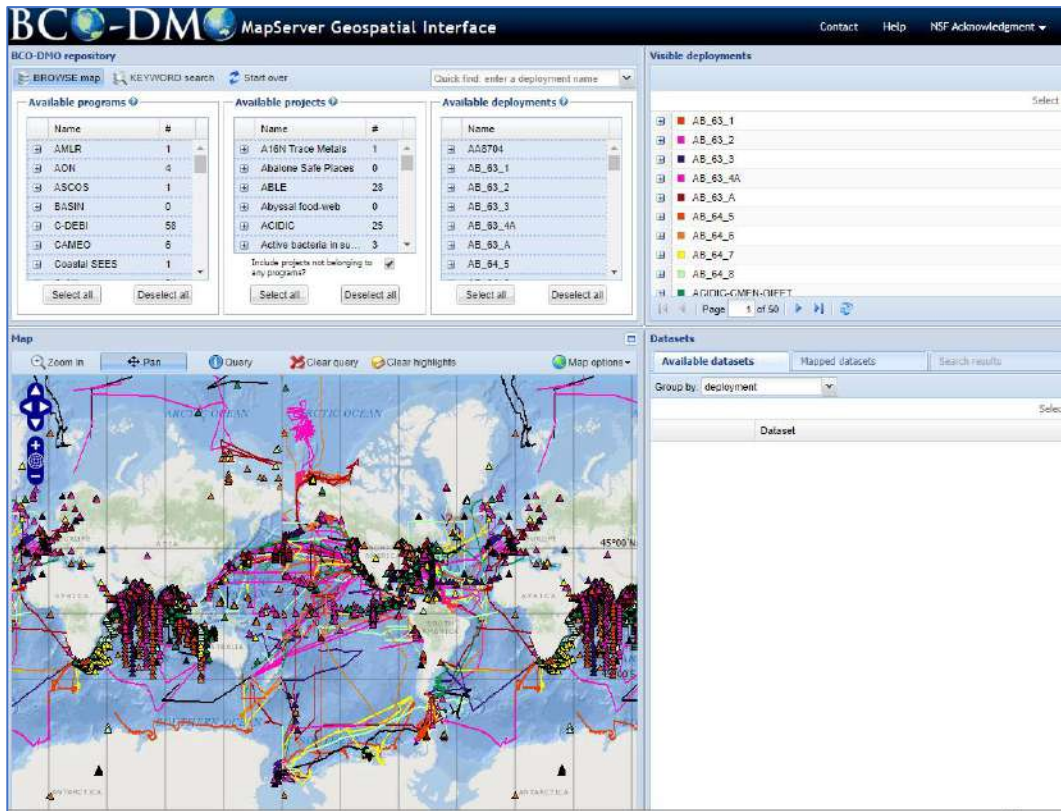 BCO-DMO MapServer Geospatial Interface
Contact Help NSF Acknowledgment
BCO-DMO repository
BROWSE map KEYWORD search Start over
Quick find: enter a deployment name
Available programs
Name #
AMLR 1
AON 4
ASCOS 1
BASIN 0
C-DEBI 58
CAMEO 6
Coastal SEES 1
Select all Deselect all
Available projects
Name #
A16N Trace Metals 1
Abalone Safe Places 0
ABLE 28
Abyssal food-web 0
ACIDIC 25
Active bacteria in su... 3
Include projects not belonging to
any programs?
Select all Deselect all
Available deployments
Name
AA8704
AB_63_1
AB_63_2
AB_63_3
AB_63_4A
AB_63_A
AB_64_5
Select all Deselect all
Visible deployments
Select
AB_63_1
AB_63_2
AB_63_3
AB_63_4A
AB_63_A
AB_64_5
AB_64_6
AB_64_7
AB_64_8
Page 1 of 50
Map
Zoom in Pan Query Clear query Clear highlights Map options
ARCTIC OCEAN ARCTIC OCEAN
EUROPE ASIA EUROPE
45°00'N
AFRICA AFRICA
SOUTH
AMERICA
SOUTHERN OCEAN
ANTARCTICA ANTARCTICA
Datasets
Available datasets Mapped datasets Search results
Group by: deployment
Selec
Dataset